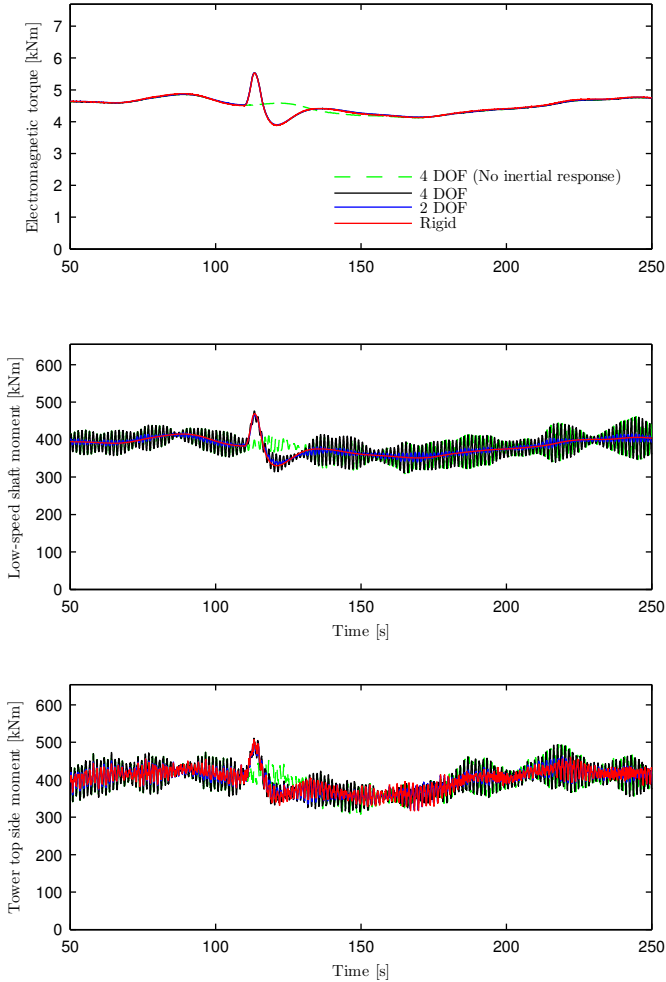 Electromagnetic torque [kNm]
7
6
5
4
3
2
1
0
4 DOF (No inertial response)
4 DOF
2 DOF
Rigid
50 100 150 200 250
Low-speed shaft moment [kNm]
600
500
400
300
200
100
0
50 100 150 200 250
Time [s]
Tower top side moment [kNm]
600
500
400
300
200
100
0
50 100 150 200 250
Time [s]